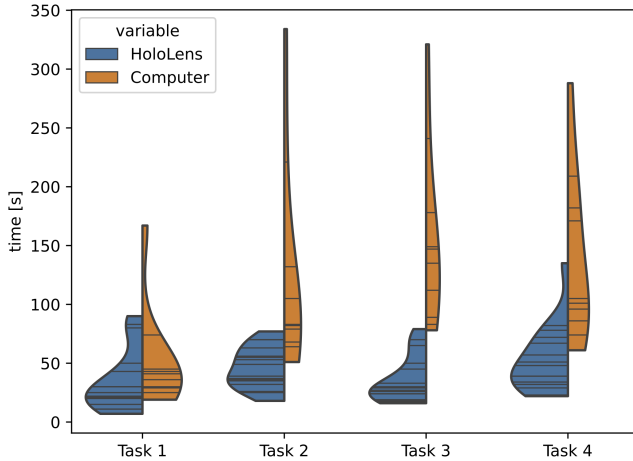 variable
HoloLens
Computer
time [s]
350
300
250
200
150
100
50
0
Task 1 Task 2 Task 3 Task 4